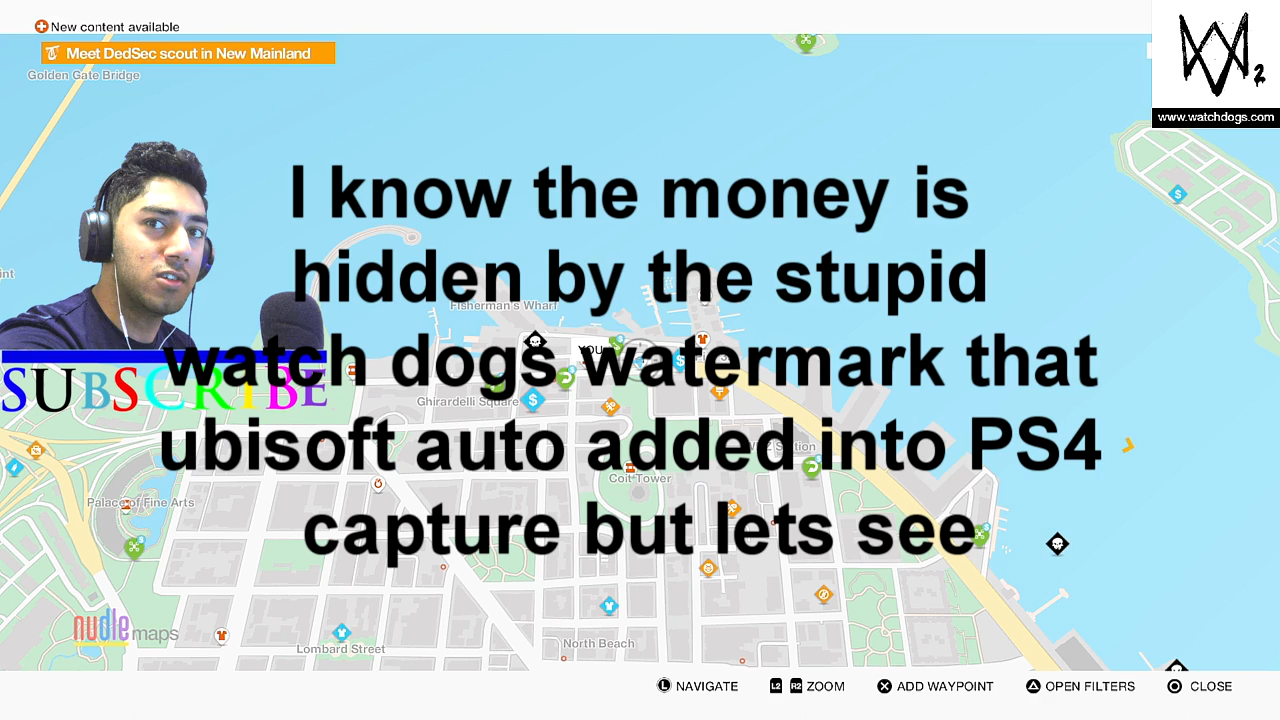 New content available
Meet DedSec scout in New Mainland
Golden Gate Bridge
2
www.watchdogs.com
I know the money is
hidden by the stupid
watch dogs watermark that
ubisoft auto added into PS4
capture but lets see
Fisherman's Wharf
YOU
SUBSCRIBE
Ghirardelli Square
Station
Coit Tower
Palace of Fine Arts
nudle maps
Lombard Street
North Beach
L NAVIGATE
L2 R2 ZOOM
ADD WAYPOINT
OPEN FILTERS
CLOSE